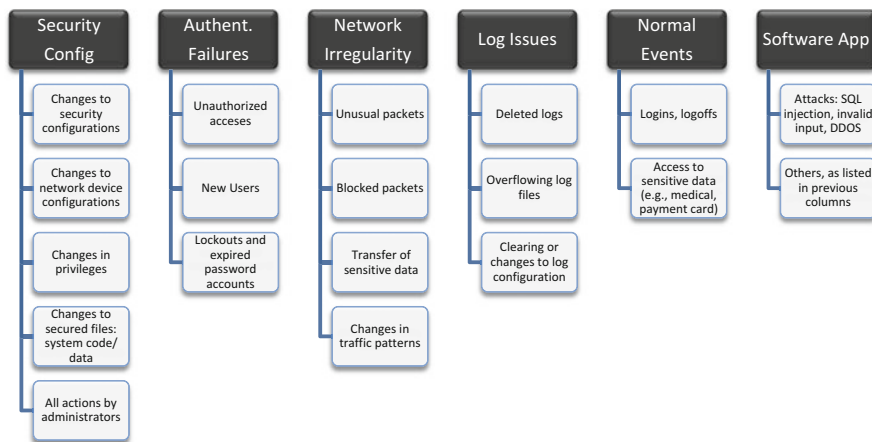 Security
Config
Changes to
security
configurations
Changes to
network device
configurations
Changes in
privileges
Changes to
secured files:
system code/
data
All actions by
administrators
Authent.
Failures
Unauthorized
acceses
New Users
Lockouts and
expired
password
accounts
Network
Irregularity
Unusual packets
Blocked packets
Transfer of
sensitive data
Changes in
traffic patterns
Log Issues
Deleted logs
Overflowing log
files
Clearing or
changes to log
configuration
Normal
Events
Logins, logoffs
Access to
sensitive data
(e.g., medical,
payment card)
Software App
Attacks: SQL
injection, invalid
input, DDOS
Others, as listed
in previous
columns